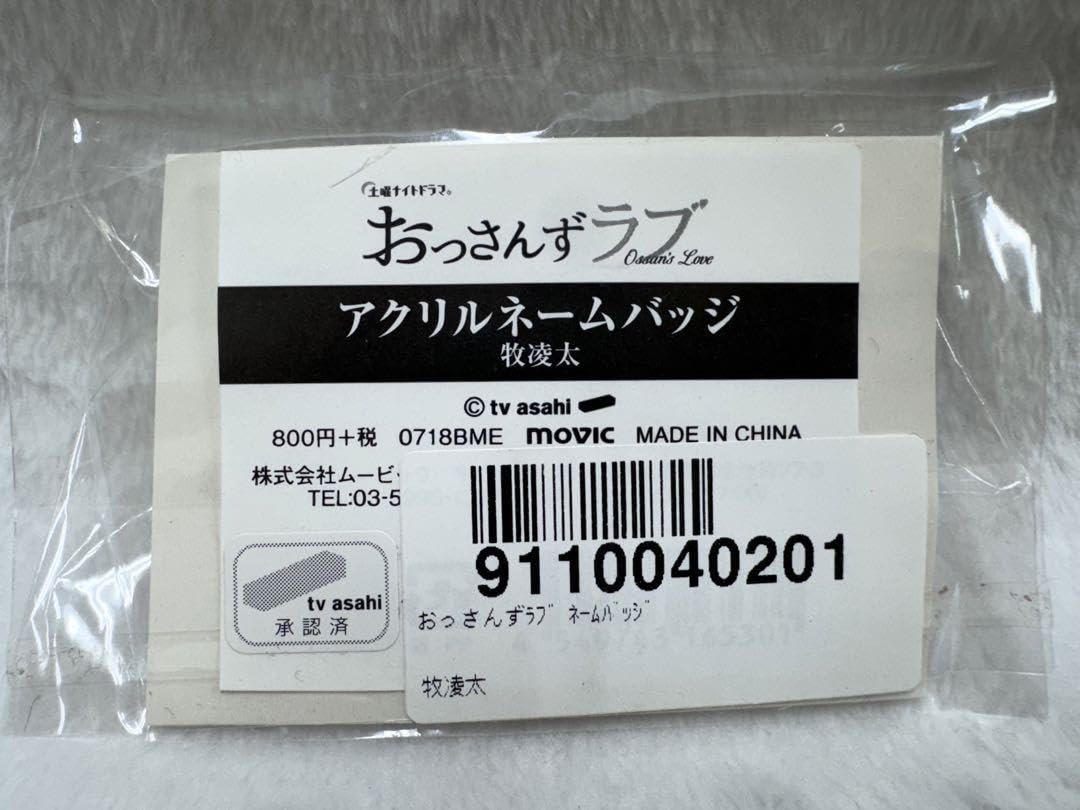 土曜ナイトドラマ
おっさんずラブ
Ossan's Love
アクリルネームバッジ
牧凌太
© tv asahi
800円+税 0718BME movic MADE IN CHINA
株式会社ムービッ
TEL:03-5
tv asahi
承認済
9110040201
おっさんずﾗﾌﾞ ﾈｰﾑﾊﾞｯｼﾞ
牧凌太